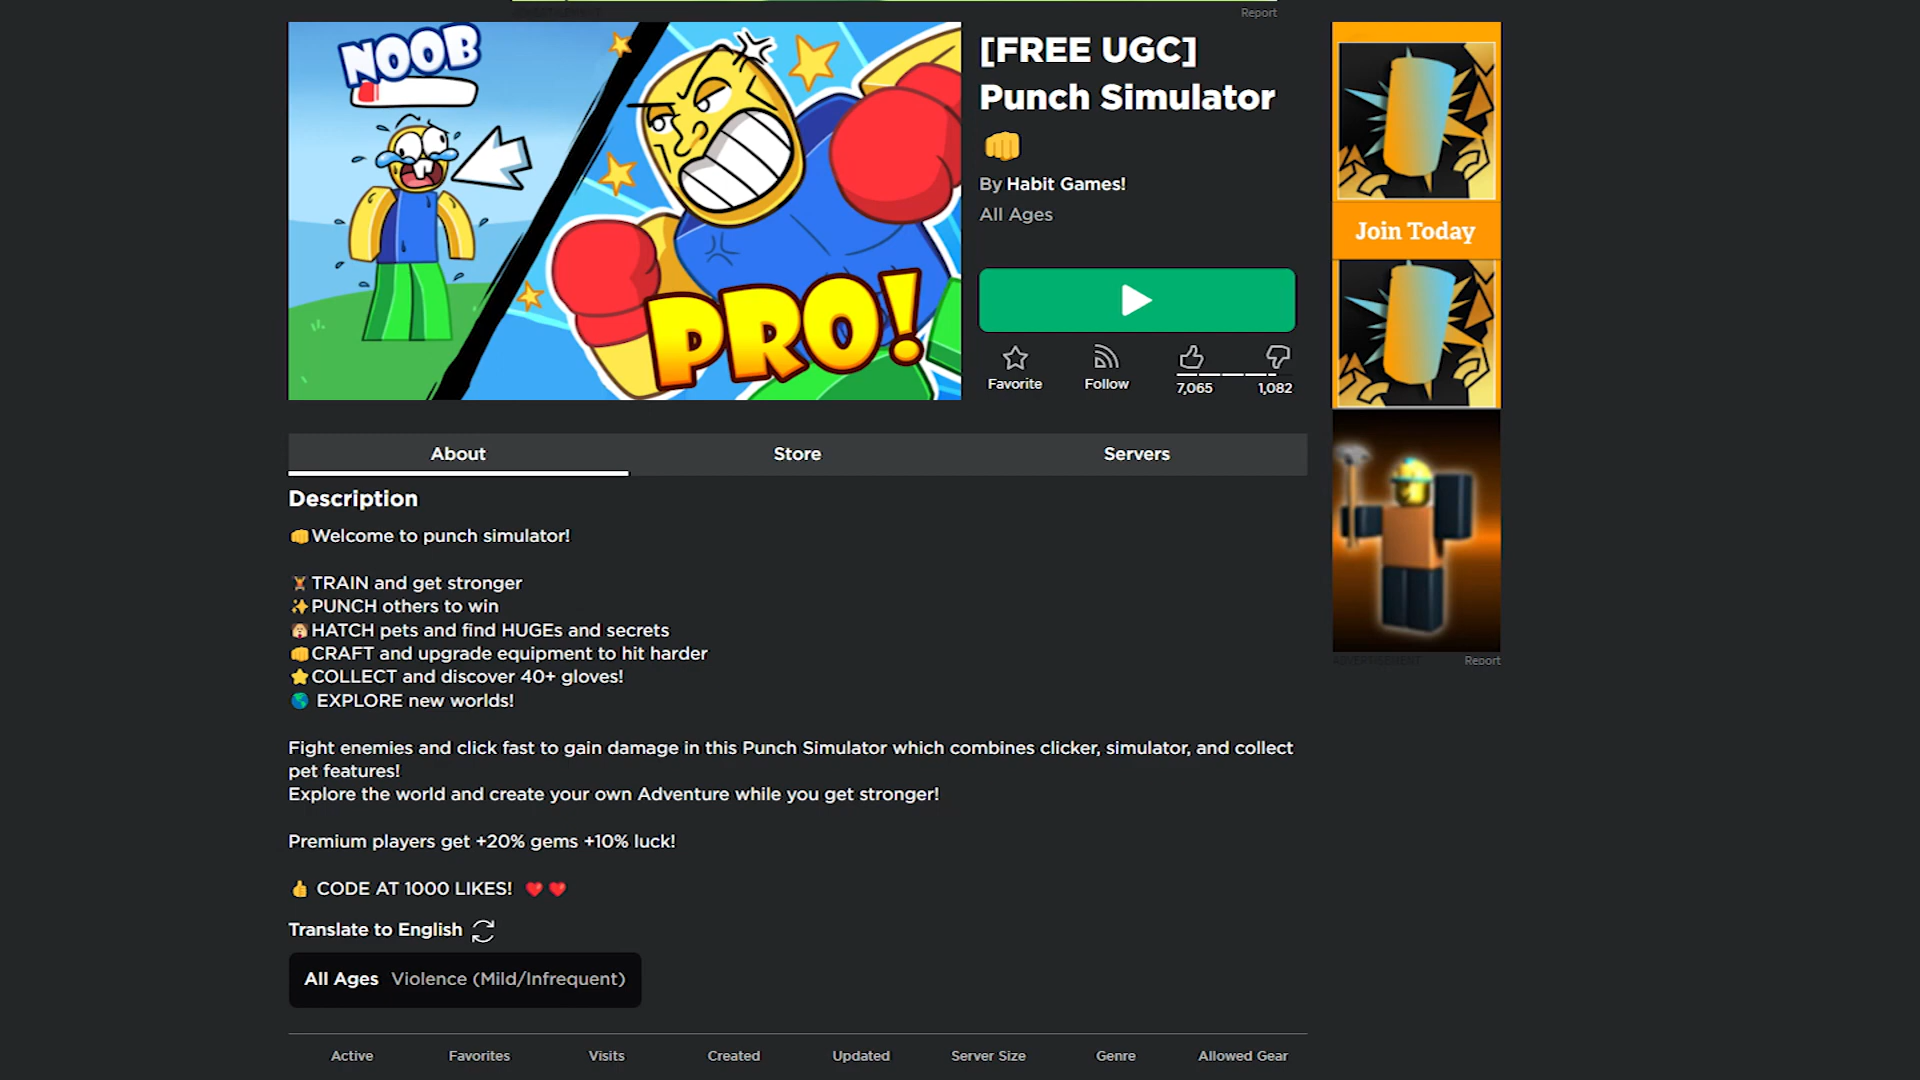 Report
NOOB
PRO!
[FREE UGC]
Punch Simulator
👊
By Habit Games!
All Ages
Favorite
Follow
7,065
1,082
Join Today
ADVERTISEMENT
Report
About
Store
Servers
Description
👊Welcome to punch simulator!
🏋TRAIN and get stronger
✨PUNCH others to win
🐶HATCH pets and find HUGEs and secrets
👊CRAFT and upgrade equipment to hit harder
⭐COLLECT and discover 40+ gloves!
🌎 EXPLORE new worlds!
Fight enemies and click fast to gain damage in this Punch Simulator which combines clicker, simulator, and collect
pet features!
Explore the world and create your own Adventure while you get stronger!
Premium players get +20% gems +10% luck!
👍 CODE AT 1000 LIKES! ❤️❤️
Translate to English
All Ages Violence (Mild/Infrequent)
Active Favorites Visits Created Updated Server Size Genre Allowed Gear